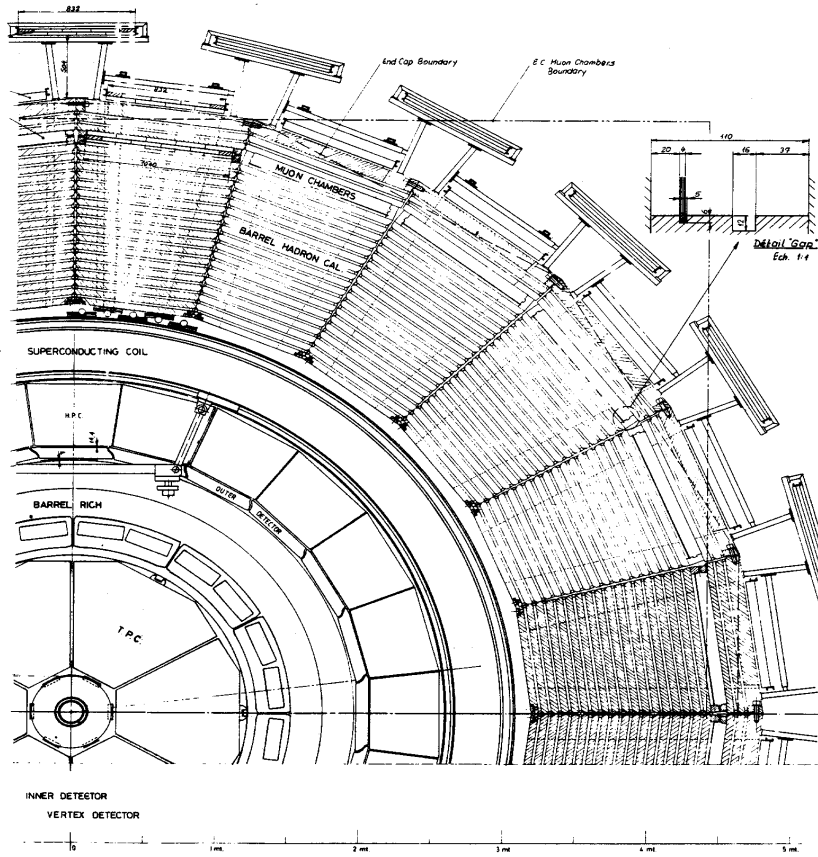 832
End Cap Boundary
E C Muon Chambers
Boundary
832
110
20
4
16
37
5
Détail "Gap"
Ech. 1:1
MUON CHAMBERS
BARREL HADRON CAL.
SUPERCONDUCTING COIL
H.P.C.
OUTER
DETECTOR
BARREL RICH
T.P.C.
INNER DETECTOR
VERTEX DETECTOR
0
1 mt.
2 mt.
3 mt.
4 mt.
5 mt.